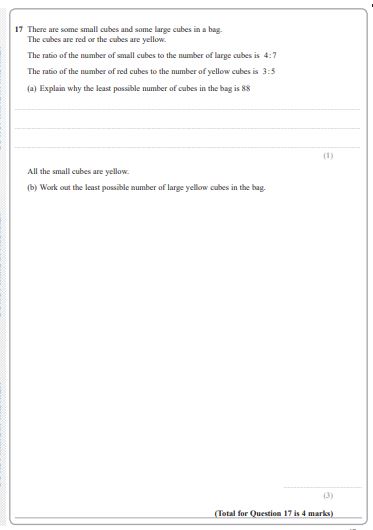 17 There are some small cubes and some large cubes in a bag.
The cubes are red or the cubes are yellow.
The ratio of the number of small cubes to the number of large cubes is 4 : 7
The ratio of the number of red cubes to the number of yellow cubes is 3 : 5
(a) Explain why the least possible number of cubes in the bag is 88
(1)
All the small cubes are yellow.
(b) Work out the least possible number of large yellow cubes in the bag.
(3)
(Total for Question 17 is 4 marks)